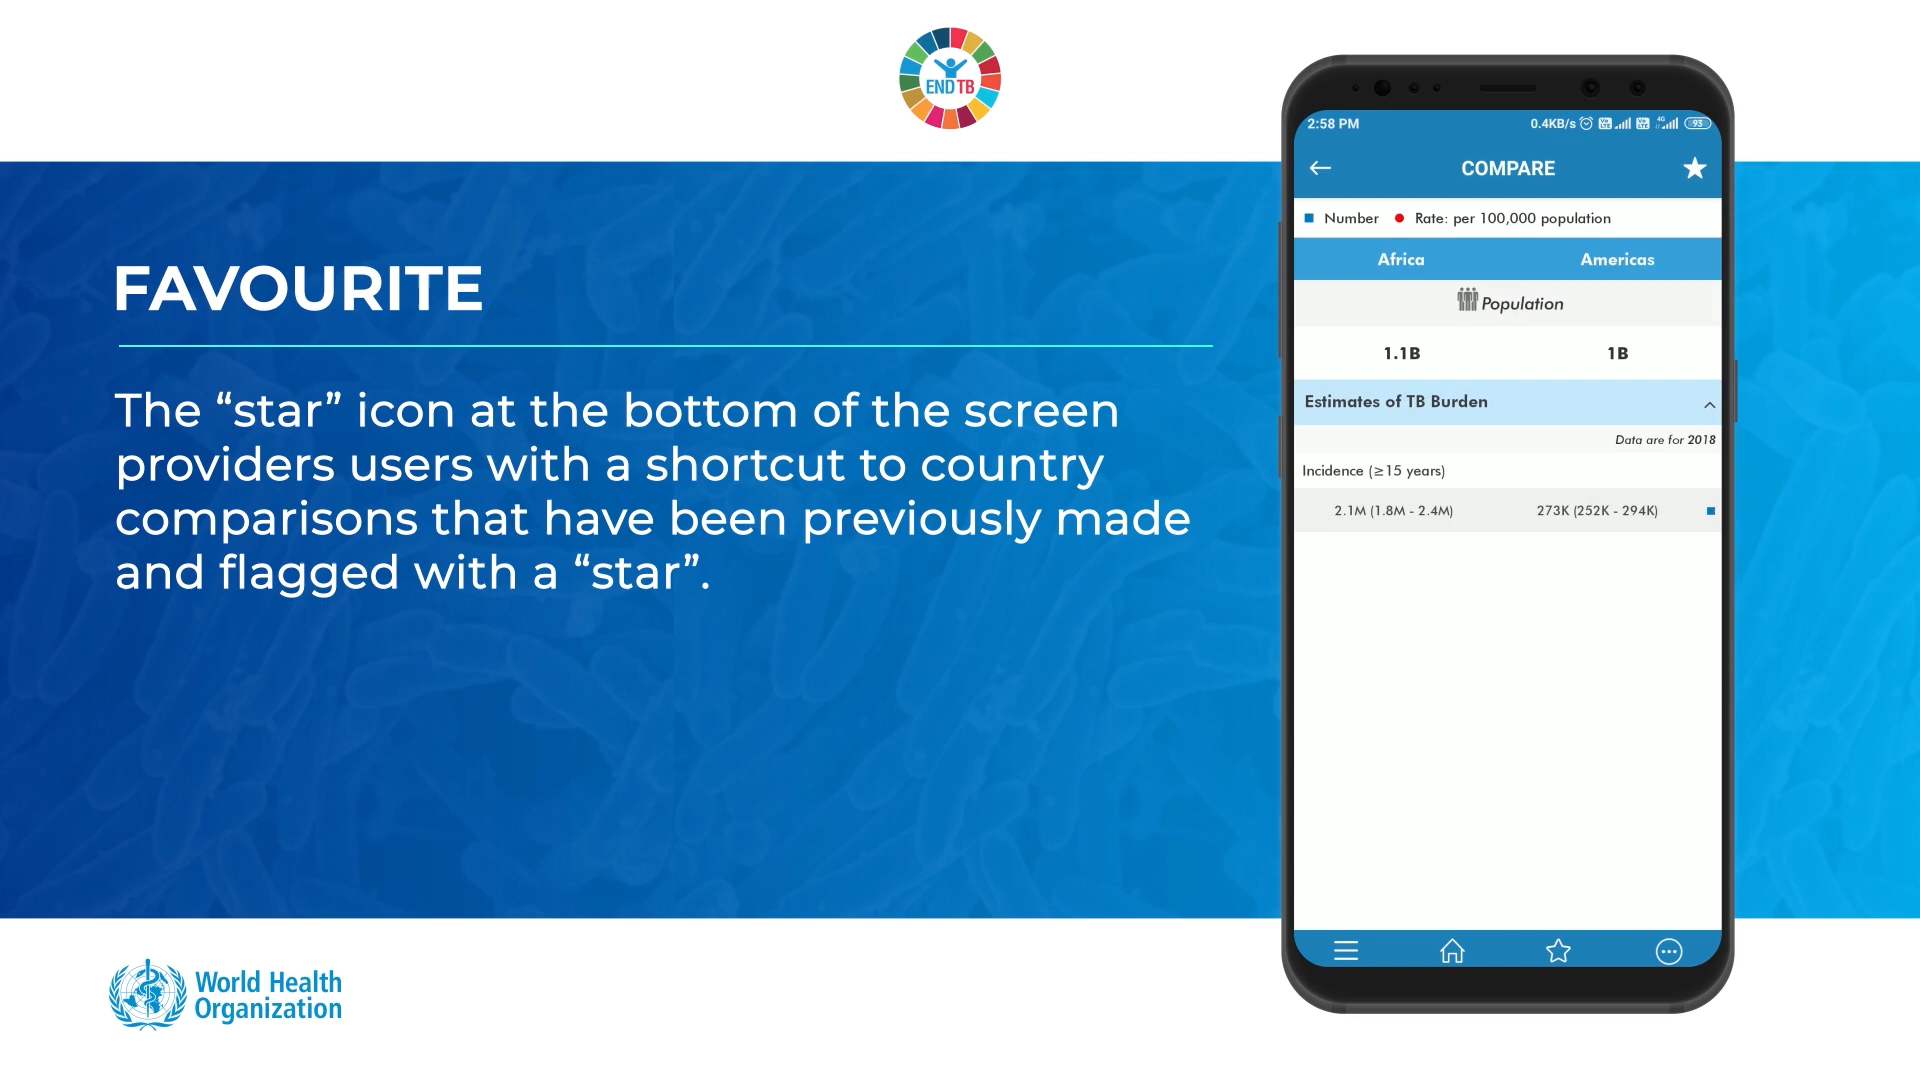 END TB
FAVOURITE
The “star” icon at the bottom of the screen
providers users with a shortcut to country
comparisons that have been previously made
and flagged with a “star”.
World Health
Organization
2:58 PM 0.4KB/s 4G 93
COMPARE
Number Rate: per 100,000 population
Africa Americas
Population
1.1B 1B
Estimates of TB Burden
Data are for 2018
Incidence (≥15 years)
2.1M (1.8M - 2.4M) 273K (252K - 294K)